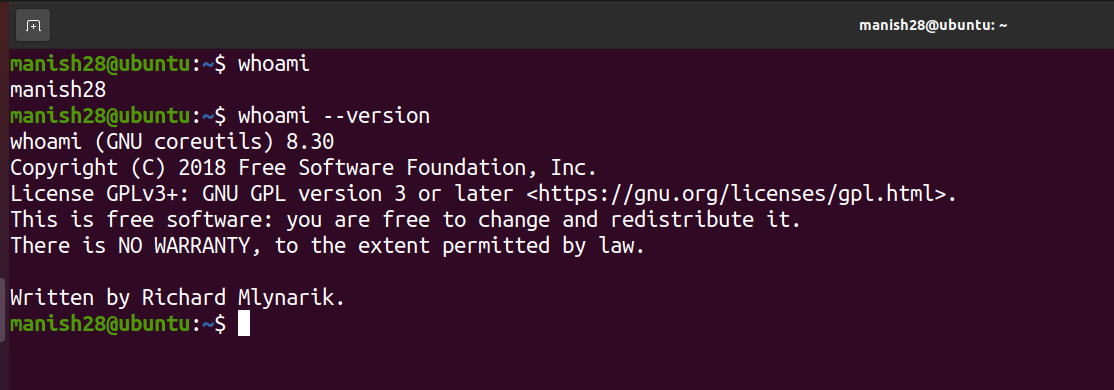 manish28@ubuntu: ~
manish28@ubuntu:~$ whoami
manish28
manish28@ubuntu:~$ whoami --version
whoami (GNU coreutils) 8.30
Copyright (C) 2018 Free Software Foundation, Inc.
License GPLv3+: GNU GPL version 3 or later <https://gnu.org/licenses/gpl.html>.
This is free software: you are free to change and redistribute it.
There is NO WARRANTY, to the extent permitted by law.

Written by Richard Mlynarik.
manish28@ubuntu:~$